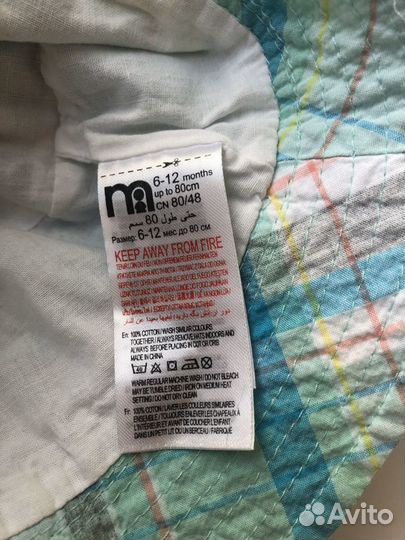 6-12 months
up to 80cm
CN 80/48
حتى طول 80 سم
Размер: 6-12 мес до 80 см
KEEP AWAY FROM FIRE
En: 100% COTTON / WASH SIMILAR COLOURS
TOGETHER / ALWAYS REMOVE HATS INDOORS AND
ALWAYS BEFORE PLACING IN COT OR CRIB
MADE IN CHINA
WARM REGULAR MACHINE WASH / DO NOT BLEACH
MAY BE TUMBLE DRIED / IRON ON MEDIUM HEAT
SETTING / DO NOT DRY CLEAN
Fr: 100% COTON / LAVER LES COULEURS SIMILAIRES
ENSEMBLE / TOUJOURS ENLEVER LES CHAPEAUX À
L'INTÉRIEUR ET AVANT DE COUCHER L'ENFANT
DANS UN PETIT LIT OU UN BERCEAU / FABRIQUÉ
Avito